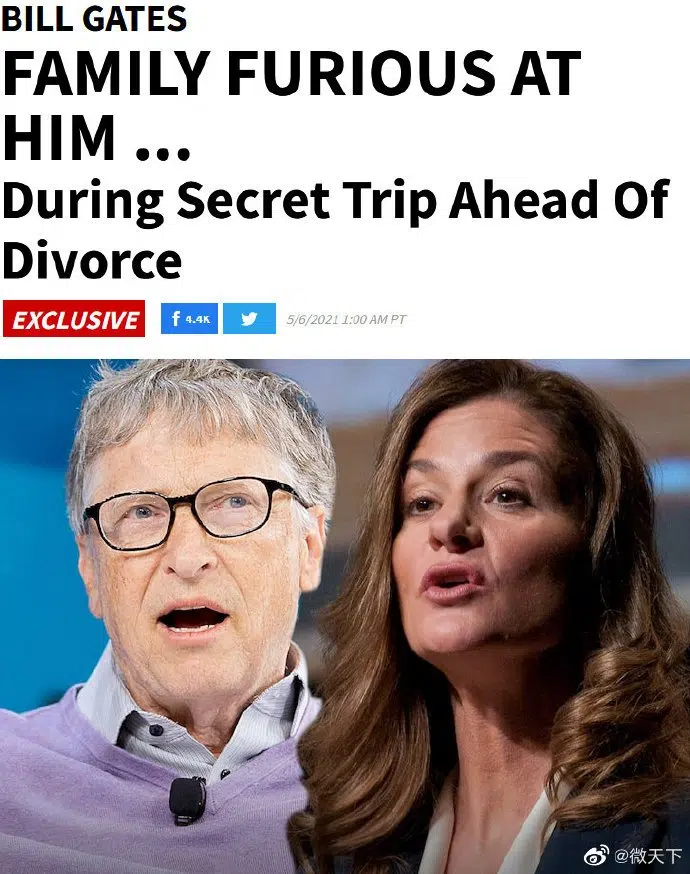 BILL GATES
FAMILY FURIOUS AT
HIM ...
During Secret Trip Ahead Of
Divorce
EXCLUSIVE
f 4.4K
5/6/2021 1:00 AM PT
@微天下